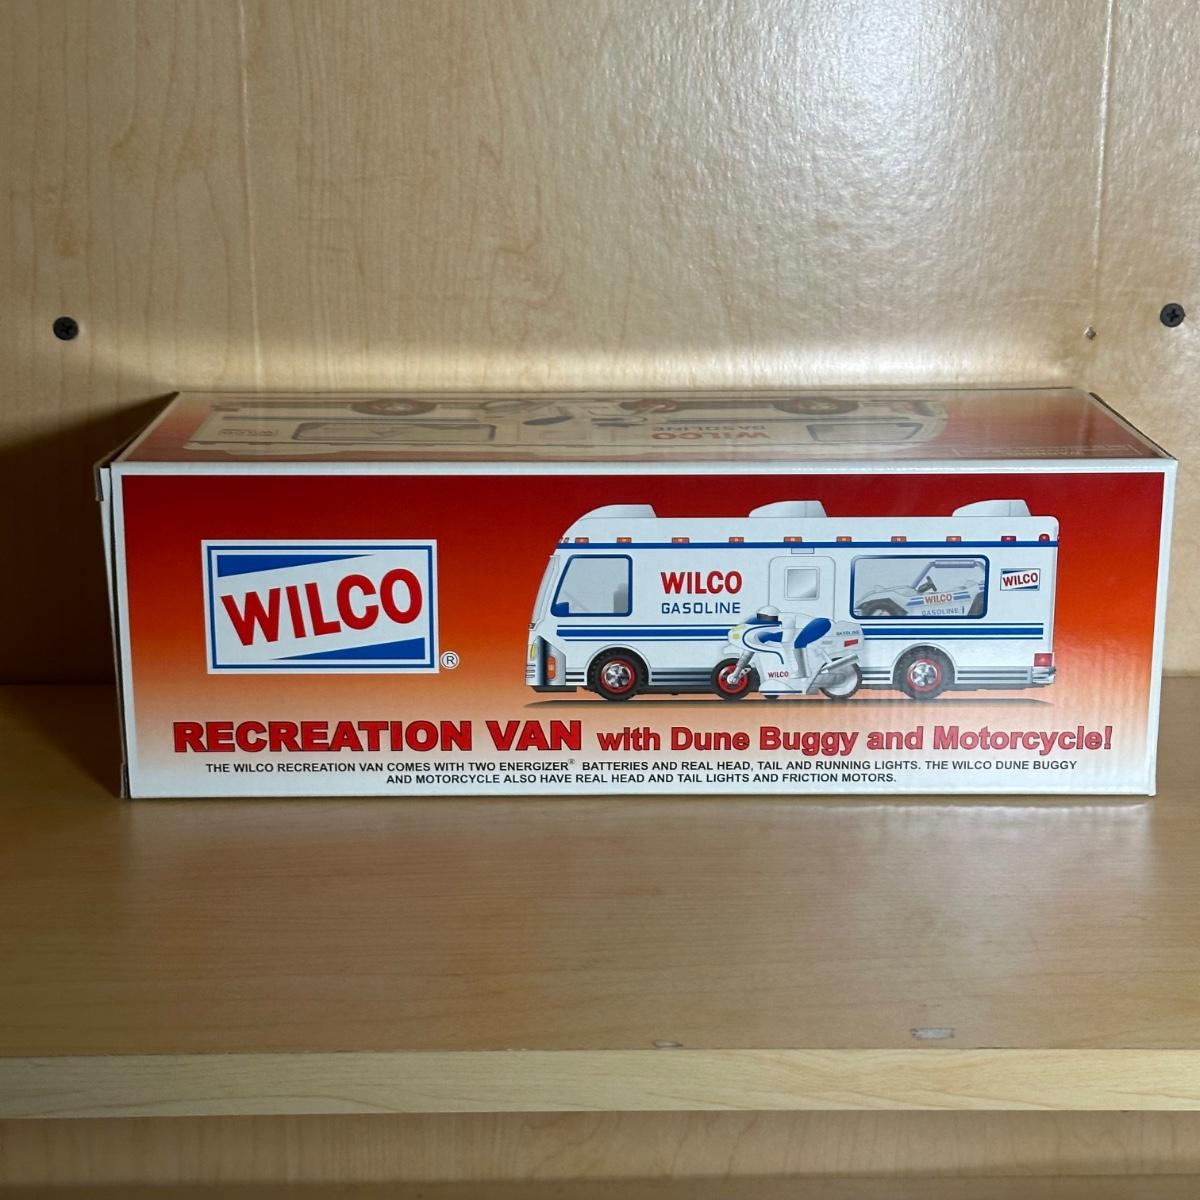 WILCO
GASOLINE
WILCO
®
WILCO
GASOLINE
WILCO
GASOLINE
WILCO
GASOLINE
WILCO
RECREATION VAN with Dune Buggy and Motorcycle!
THE WILCO RECREATION VAN COMES WITH TWO ENERGIZER® BATTERIES AND REAL HEAD, TAIL AND RUNNING LIGHTS. THE WILCO DUNE BUGGY
AND MOTORCYCLE ALSO HAVE REAL HEAD AND TAIL LIGHTS AND FRICTION MOTORS.